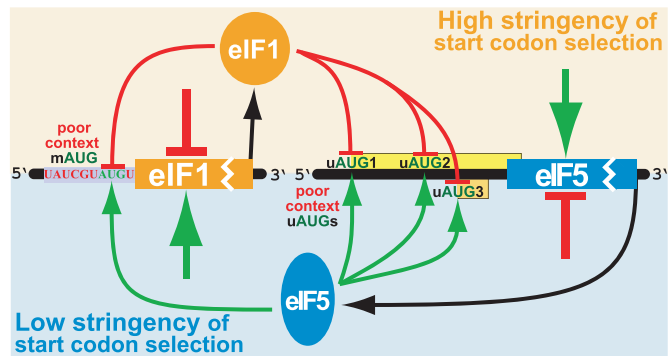 eIF1
High stringency of
start codon selection
poor
context
mAUG
5'
UAUCGUAUGU
eIF1
3'
5'
uAUG1
uAUG2
uAUG3
eIF5
3'
poor
context
uAUGs
eIF5
Low stringency of
start codon selection